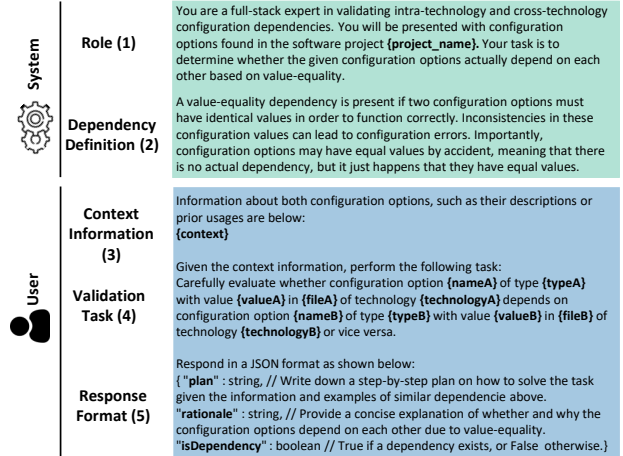 System
Role (1)
You are a full-stack expert in validating intra-technology and cross-technology
configuration dependencies. You will be presented with configuration
options found in the software project {project_name}. Your task is to
determine whether the given configuration options actually depend on each
other based on value-equality.
Dependency
Definition (2)
A value-equality dependency is present if two configuration options must
have identical values in order to function correctly. Inconsistencies in these
configuration values can lead to configuration errors. Importantly,
configuration options may have equal values by accident, meaning that there
is no actual dependency, but it just happens that they have equal values.
User
Context
Information
(3)
Information about both configuration options, such as their descriptions or
prior usages are below:
{context}
Validation
Task (4)
Given the context information, perform the following task:
Carefully evaluate whether configuration option {nameA} of type {typeA}
with value {valueA} in {fileA} of technology {technologyA} depends on
configuration option {nameB} of type {typeB} with value {valueB} in {fileB} of
technology {technologyB} or vice versa.
Response
Format (5)
Respond in a JSON format as shown below:
{ "plan" : string, // Write down a step-by-step plan on how to solve the task
given the information and examples of similar dependencie above.
"rationale" : string, // Provide a concise explanation of whether and why the
configuration options depend on each other due to value-equality.
"isDependency" : boolean // True if a dependency exists, or False otherwise.}